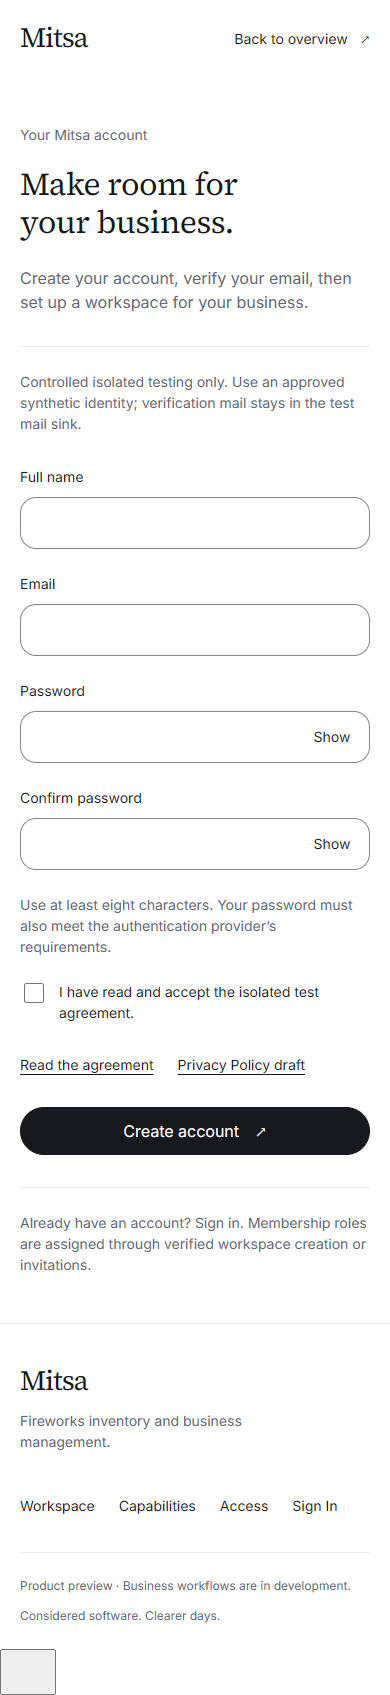 Mitsa
Back to overview ↗
Your Mitsa account
Make room for
your business.
Create your account, verify your email, then
set up a workspace for your business.
Controlled isolated testing only. Use an approved
synthetic identity; verification mail stays in the test
mail sink.
Full name
Email
Password
Show
Confirm password
Show
Use at least eight characters. Your password must
also meet the authentication provider’s
requirements.
I have read and accept the isolated test
agreement.
Read the agreement
Privacy Policy draft
Create account ↗
Already have an account? Sign in. Membership roles
are assigned through verified workspace creation or
invitations.
Mitsa
Fireworks inventory and business
management.
Workspace
Capabilities
Access
Sign In
Product preview · Business workflows are in development.
Considered software. Clearer days.